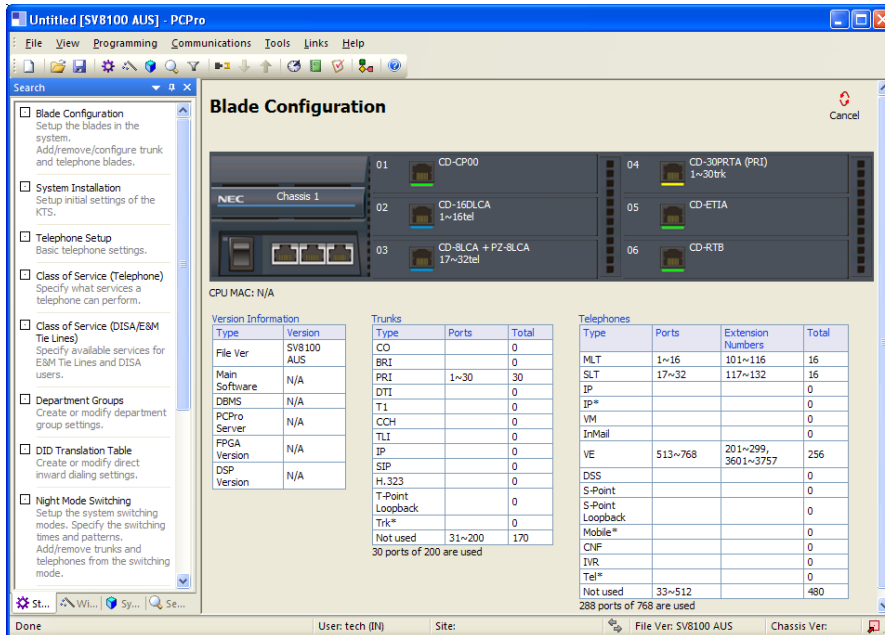 Untitled [SV8100 AUS] - PCPro
File View Programming Communications Tools Links Help
Search
Blade Configuration
Setup the blades in the
system.
Add/remove/configure trunk
and telephone blades.
System Installation
Setup initial settings of the
KTS.
Telephone Setup
Basic telephone settings.
Class of Service (Telephone)
Specify what services a
telephone can perform.
Class of Service (DISA/E&M
Tie Lines)
Specify available services for
E&M Tie Lines and DISA
users.
Department Groups
Create or modify department
group settings.
DID Translation Table
Create or modify direct
inward dialing settings.
Night Mode Switching
Setup the system switching
modes. Specify the switching
times and patterns.
Add/remove trunks and
telephones from the switching
mode.
St... Wi... Sy... Se...
Blade Configuration
Cancel
NEC Chassis 1
01 CD-CP00
02 CD-16DLCA
1~16tel
03 CD-8LCA + PZ-8LCA
17~32tel
04 CD-30PRTA (PRI)
1~30trk
05 CD-ETIA
06 CD-RTB
CPU MAC: N/A
Version Information
Type Version
File Ver SV8100 AUS
Main Software N/A
DBMS N/A
PCPro Server N/A
FPGA Version N/A
DSP Version N/A
Trunks
Type Ports Total
CO 0
BRI 0
PRI 1~30 30
DTI 0
T1 0
CCH 0
TLI 0
IP 0
SIP 0
H.323 0
T-Point Loopback 0
Trk* 0
Not used 31~200 170
30 ports of 200 are used
Telephones
Type Ports Extension Numbers Total
MLT 1~16 101~116 16
SLT 17~32 117~132 16
IP 0
IP* 0
VM 0
InMail 0
VE 513~768 201~299, 3601~3757 256
DSS 0
S-Point 0
S-Point Loopback 0
Mobile* 0
CNF 0
IVR 0
Tel* 0
Not used 33~512 480
288 ports of 768 are used
Done User: tech (IN) Site: File Ver: SV8100 AUS Chassis Ver: